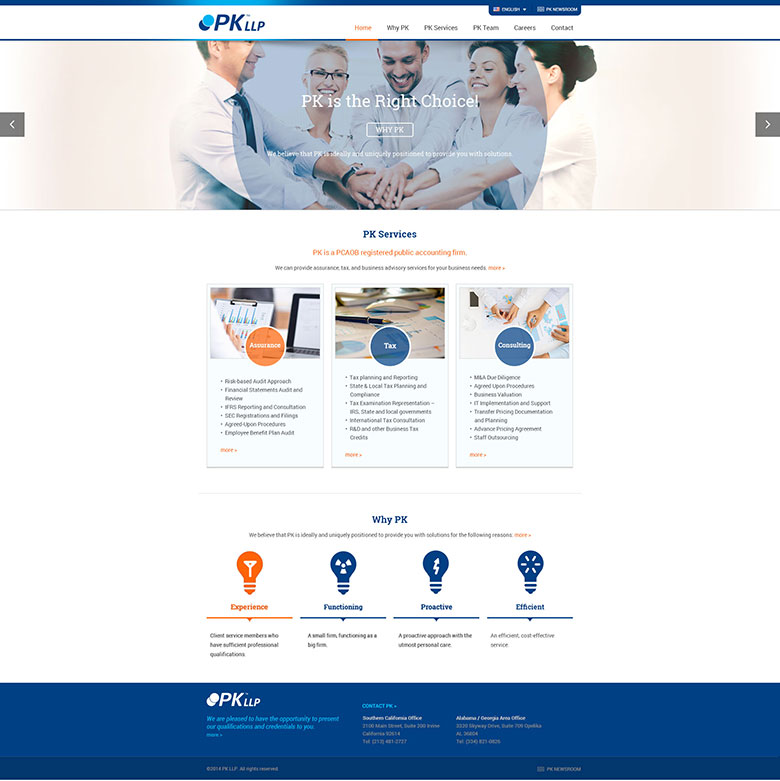 ENGLISH
PK NEWSROOM
PK LLP
Home Why PK PK Services PK Team Careers Contact
PK is the Right Choice!
WHY PK
We believe that PK is ideally and uniquely positioned to provide you with solutions.
PK Services
PK is a PCAOB registered public accounting firm.
We can provide assurance, tax, and business advisory services for your business needs. more »
Assurance
• Risk-based Audit Approach
• Financial Statements Audit and
Review
• IFRS Reporting and Consultation
• SEC Registrations and Filings
• Agreed-Upon Procedures
• Employee Benefit Plan Audit
more »
Tax
• Tax planning and Reporting
• State & Local Tax Planning and
Compliance
• Tax Examination Representation –
IRS, State and local governments
• International Tax Consultation
• R&D and other Business Tax
Credits
more »
Consulting
• M&A Due Diligence
• Agreed Upon Procedures
• Business Valuation
• IT Implementation and Support
• Transfer Pricing Documentation
and Planning
• Advance Pricing Agreement
• Staff Outsourcing
more »
Why PK
We believe that PK is ideally and uniquely positioned to provide you with solutions for the following reasons: more »
Experience
Client service members who
have sufficient professional
qualifications.
Functioning
A small firm, functioning as a
big firm.
Proactive
A proactive approach with the
utmost personal care.
Efficient
An efficient, cost-effective
service.
PK LLP
We are pleased to have the opportunity to present
our qualifications and credentials to you.
more »
CONTACT PK »
Southern California Office
2100 Main Street, Suite 200 Irvine
California 92614
Tel: (213) 481-2727
Alabama / Georgia Area Office
3320 Skyway Drive, Suite 709 Opelika
AL 36804
Tel: (334) 821-8826
©2014 PK LLP. All rights reserved.
PK NEWSROOM